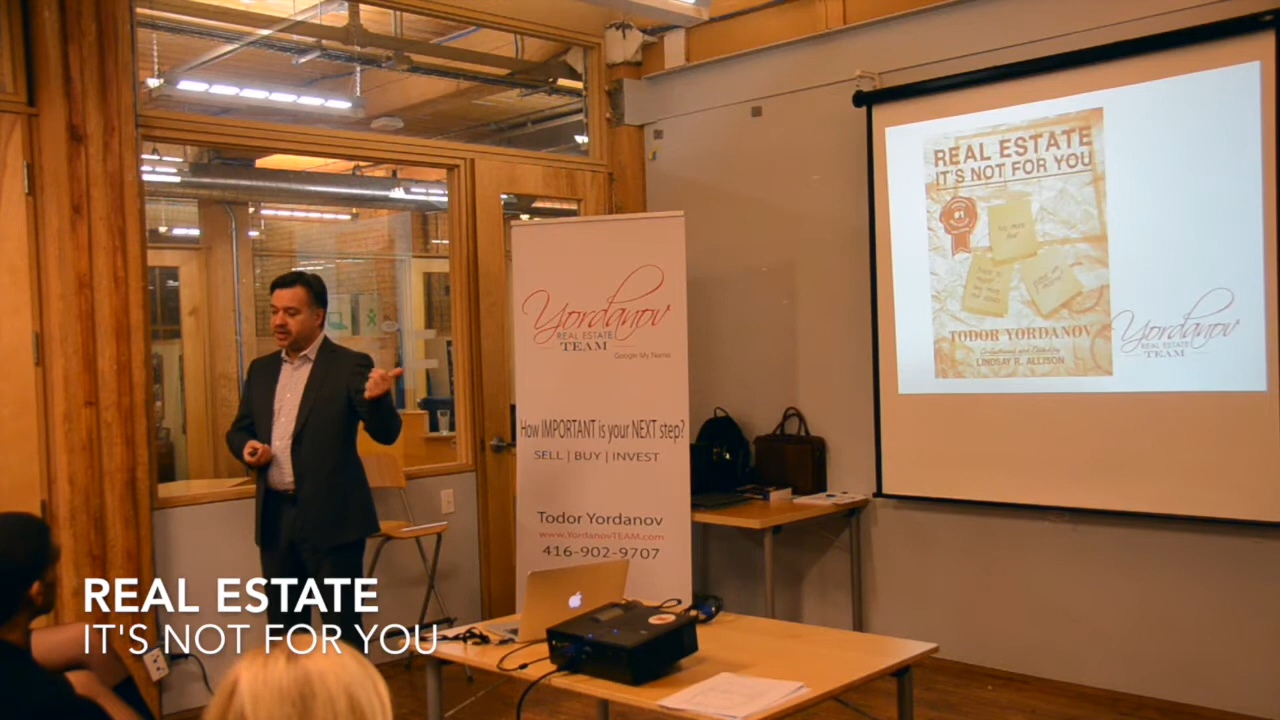 REAL ESTATE
IT'S NOT FOR YOU
#1
TODOR YORDANOV
LINDSAY R. ALLISON
Yordanov
REAL ESTATE
TEAM
Yordanov
REAL ESTATE
TEAM
Google My Name
How IMPORTANT is your NEXT step?
SELL | BUY | INVEST
Todor Yordanov
www.YordanovTEAM.com
416-902-9707
REAL ESTATE
IT'S NOT FOR YOU